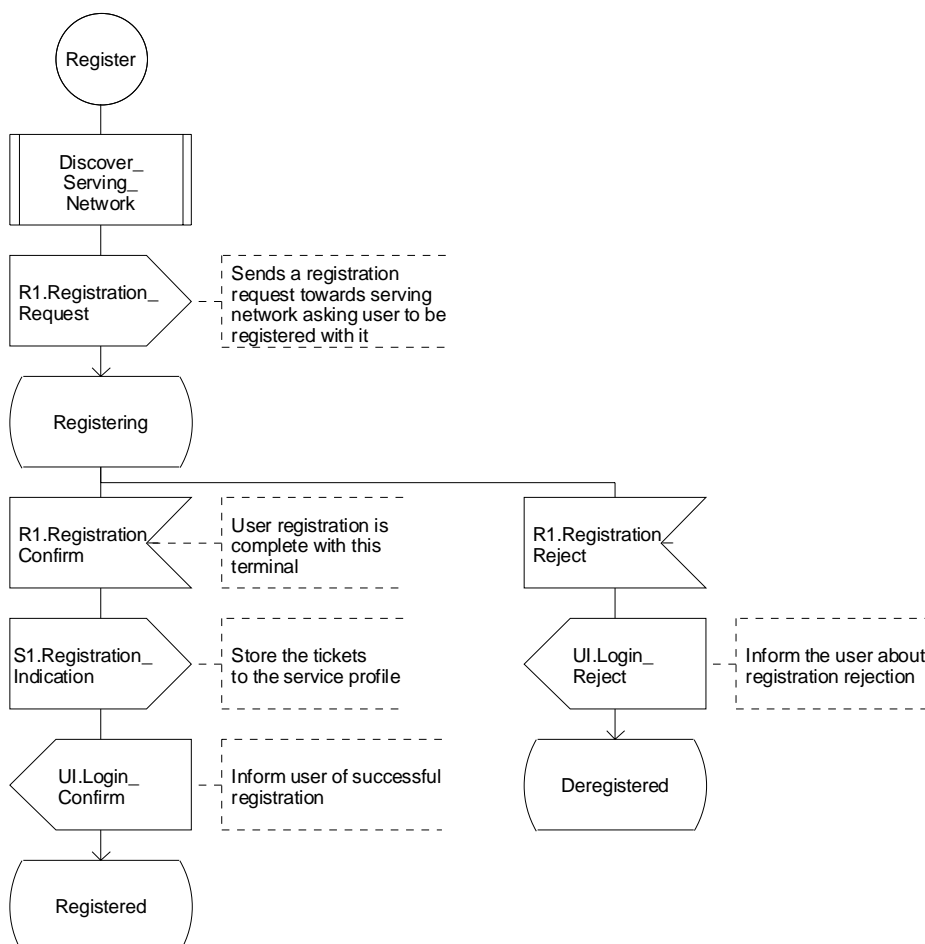 Register
Discover_
Serving_
Network
R1.Registration_
Request
Sends a registration
request towards serving
network asking user to be
registered with it
Registering
R1.Registration
Confirm
User registration is
complete with this
terminal
R1.Registration
Reject
S1.Registration_
Indication
Store the tickets
to the service profile
UI.Login_
Reject
Inform the user about
registration rejection
UI.Login_
Confirm
Inform user of successful
registration
Deregistered
Registered